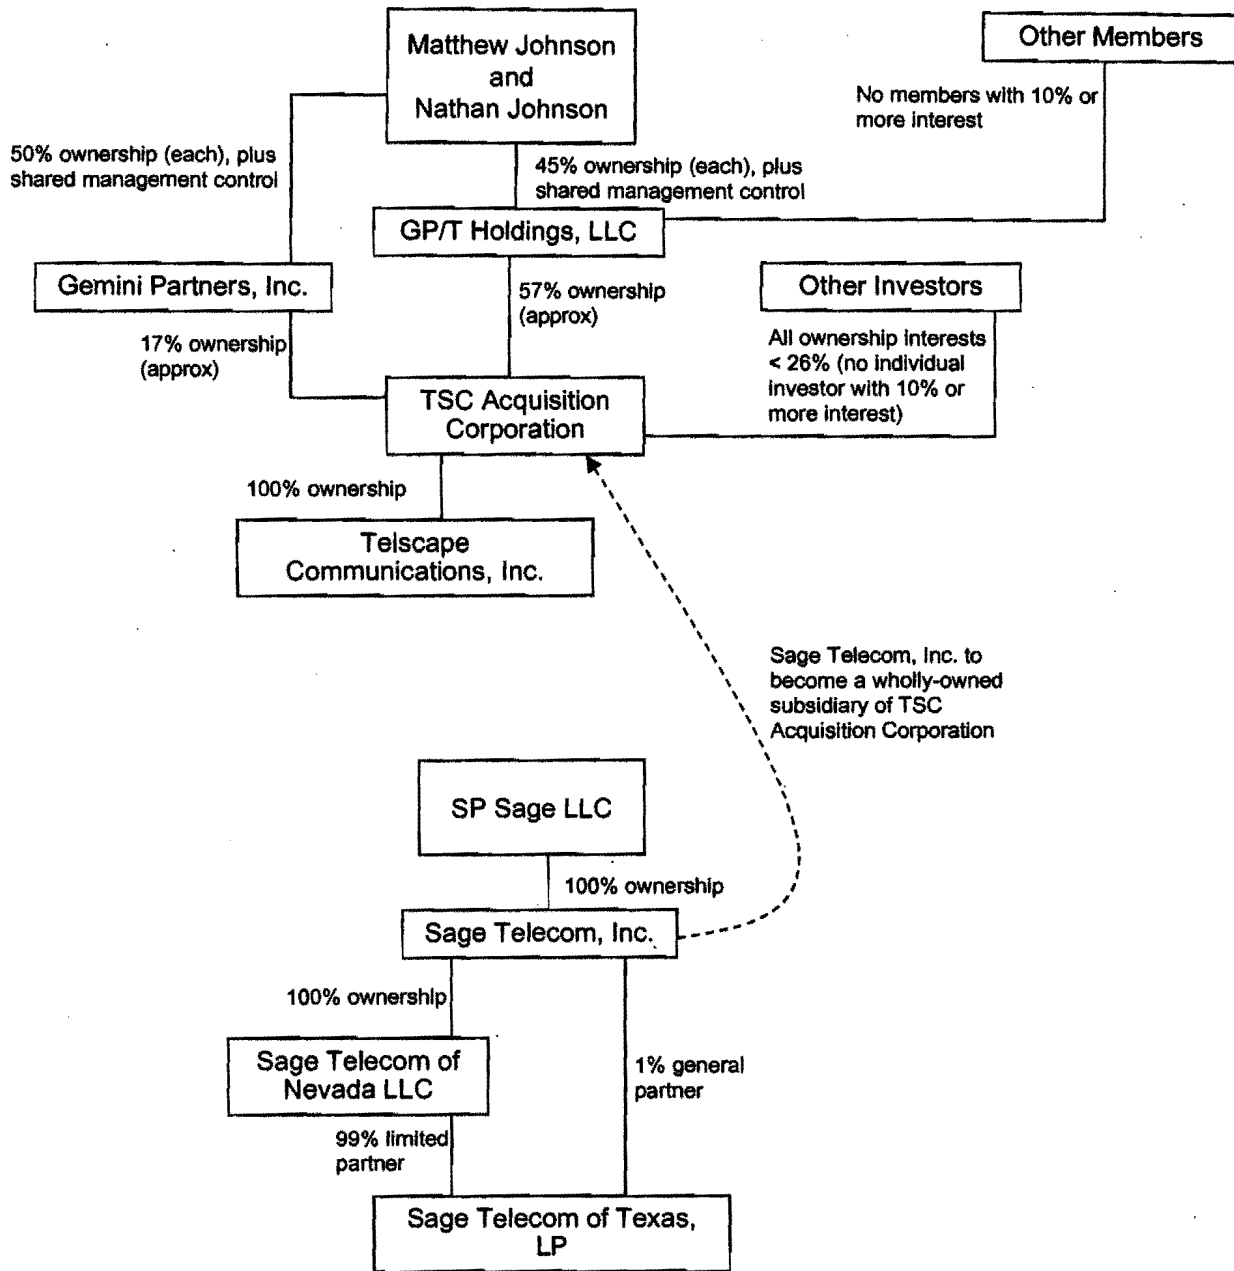 Matthew Johnson
and
Nathan Johnson
Other Members
No members with 10% or
more interest
50% ownership (each), plus
shared management control
45% ownership (each), plus
shared management control
GP/T Holdings, LLC
Gemini Partners, Inc.
57% ownership
(approx)
Other Investors
17% ownership
(approx)
All ownership interests
< 26% (no individual
investor with 10% or
more interest)
TSC Acquisition
Corporation
100% ownership
Telscape
Communications, Inc.
Sage Telecom, Inc. to
become a wholly-owned
subsidiary of TSC
Acquisition Corporation
SP Sage LLC
100% ownership
Sage Telecom, Inc.
100% ownership
Sage Telecom of
Nevada LLC
1% general
partner
99% limited
partner
Sage Telecom of Texas,
LP